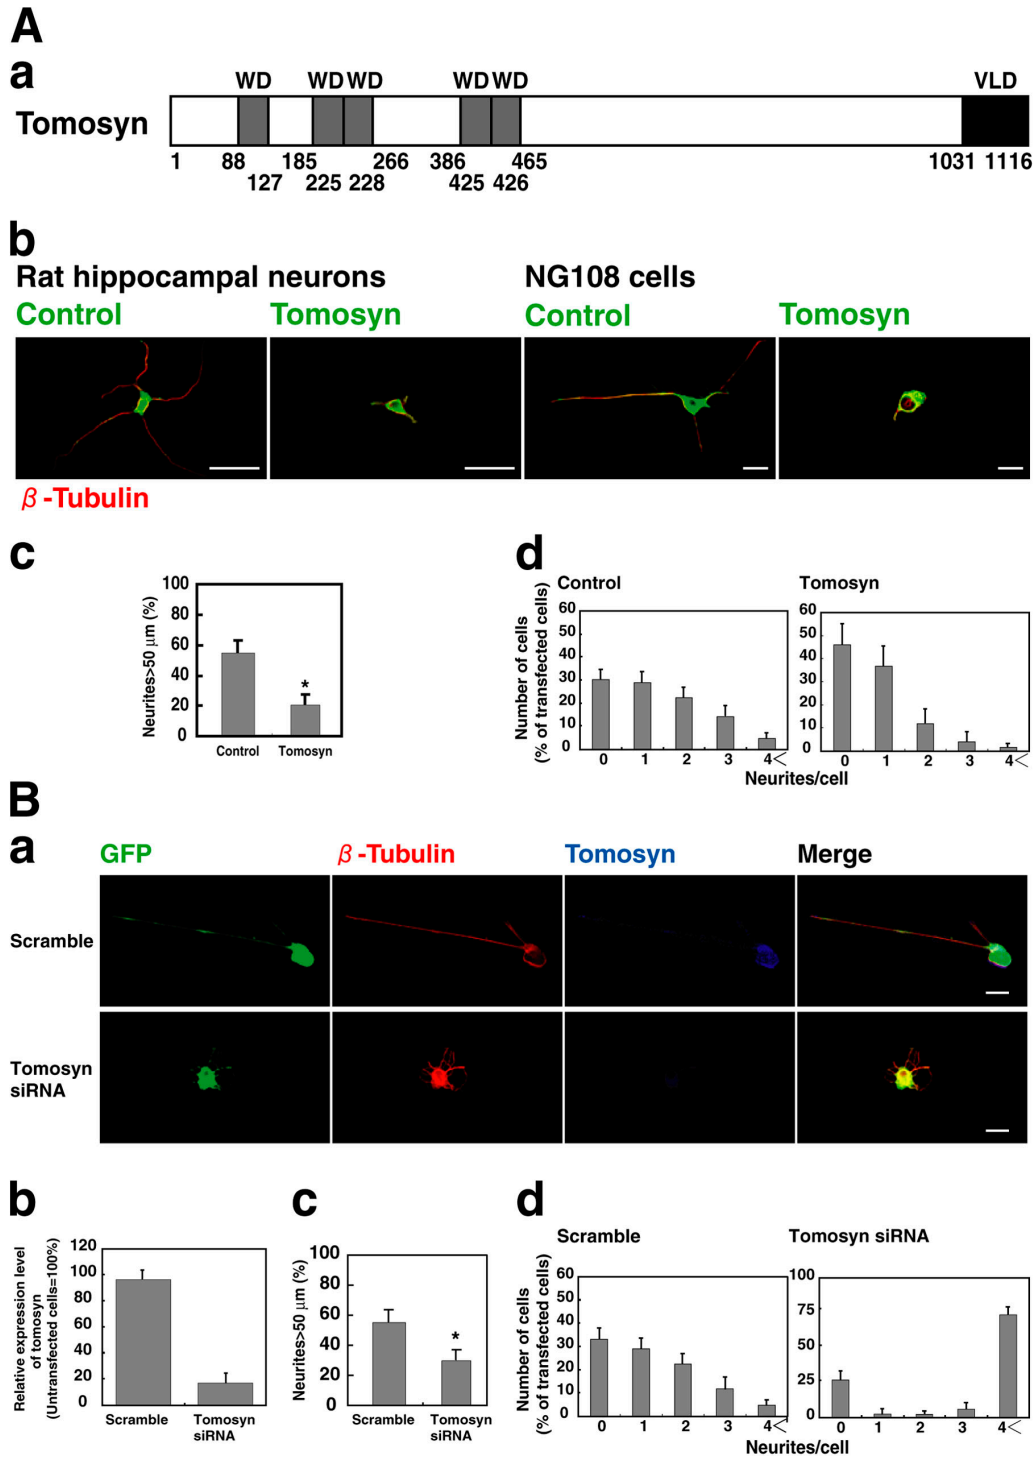 A
a
WD WD WD WD WD VLD
Tomosyn
1 88 185 266 386 465 1031 1116
127 225 228 425 426
b
Rat hippocampal neurons NG108 cells
Control Tomosyn Control Tomosyn
β-Tubulin
c
Neurites>50 μm (%)
100
80
60
40
20
0
Control Tomosyn
*
d
Control Tomosyn
Number of cells
(% of transfected cells)
60
50
40
30
20
10
0
0 1 2 3 4<
60
50
40
30
20
10
0
0 1 2 3 4<
Neurites/cell
B
a
GFP β-Tubulin Tomosyn Merge
Scramble
Tomosyn
siRNA
b
Relative expression level
of tomosyn
(Untransfected cells=100%)
120
100
80
60
40
20
0
Scramble Tomosyn
siRNA
c
Neurites>50 μm (%)
100
80
60
40
20
0
*
Scramble Tomosyn
siRNA
d
Scramble Tomosyn siRNA
Number of cells
(% of transfected cells)
60
50
40
30
20
10
0
0 1 2 3 4<
100
75
50
25
0
0 1 2 3 4<
Neurites/cell